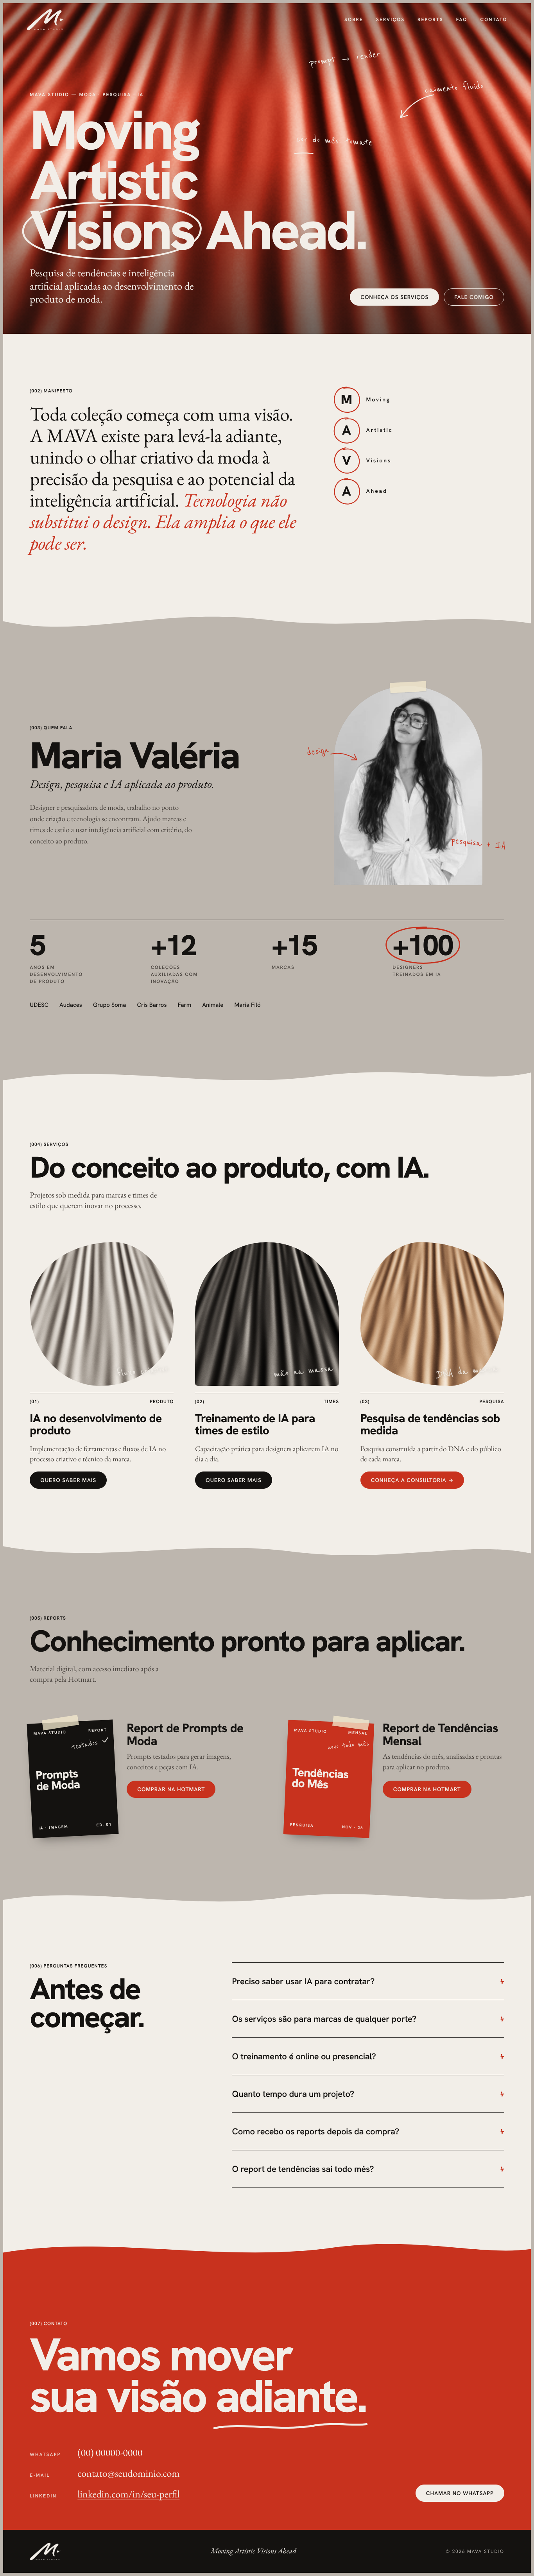 MAVA STUDIO
SOBRE
SERVIÇOS
REPORTS
FAQ
CONTATO
prompt → render
caimento fluido
MAVA STUDIO — MODA · PESQUISA · IA
cor do mês: tomate
Moving
Artistic
Visions Ahead.
Pesquisa de tendências e inteligência
artificial aplicadas ao desenvolvimento de
produto de moda.
CONHEÇA OS SERVIÇOS
FALE COMIGO
(002) MANIFESTO
Toda coleção começa com uma visão.
A MAVA existe para levá-la adiante,
unindo o olhar criativo da moda à
precisão da pesquisa e ao potencial da
inteligência artificial. Tecnologia não
substitui o design. Ela amplia o que ele
pode ser.
M Moving
A Artistic
V Visions
A Ahead
(003) QUEM FALA
Maria Valéria
Design, pesquisa e IA aplicada ao produto.
Designer e pesquisadora de moda, trabalho no ponto
onde criação e tecnologia se encontram. Ajudo marcas e
times de estilo a usar inteligência artificial com critério, do
conceito ao produto.
design
pesquisa + IA
5
ANOS EM
DESENVOLVIMENTO
DE PRODUTO
+12
COLEÇÕES
AUXILIADAS COM
INOVAÇÃO
+15
MARCAS
+100
DESIGNERS
TREINADOS EM IA
UDESC Audaces Grupo Soma Cris Barros Farm Animale Maria Filó
(004) SERVIÇOS
Do conceito ao produto, com IA.
Projetos sob medida para marcas e times de
estilo que querem inovar no processo.
(01) PRODUTO
IA no desenvolvimento de
produto
Implementação de ferramentas e fluxos de IA no
processo criativo e técnico da marca.
QUERO SABER MAIS
mão na massa
(02) TIMES
Treinamento de IA para
times de estilo
Capacitação prática para designers aplicarem IA no
dia a dia.
QUERO SABER MAIS
DNA da
(03) PESQUISA
Pesquisa de tendências sob
medida
Pesquisa construída a partir do DNA e do público
de cada marca.
CONHEÇA A CONSULTORIA →
(005) REPORTS
Conhecimento pronto para aplicar.
Material digital, com acesso imediato após a
compra pela Hotmart.
MAVA STUDIO REPORT
testados ✓
Prompts
de Moda
IA · IMAGEM ED. 01
Report de Prompts de
Moda
Prompts testados para gerar imagens,
conceitos e peças com IA.
COMPRAR NA HOTMART
MAVA STUDIO MENSAL
novo todo mês
Tendências
do Mês
PESQUISA NOV · 26
Report de Tendências
Mensal
As tendências do mês, analisadas e prontas
para aplicar no produto.
COMPRAR NA HOTMART
(006) PERGUNTAS FREQUENTES
Antes de
começar.
Preciso saber usar IA para contratar?
Os serviços são para marcas de qualquer porte?
O treinamento é online ou presencial?
Quanto tempo dura um projeto?
Como recebo os reports depois da compra?
O report de tendências sai todo mês?
(007) CONTATO
Vamos mover
sua visão adiante.
WHATSAPP (00) 00000-0000
E-MAIL contato@seudominio.com
LINKEDIN linkedin.com/in/seu-perfil
CHAMAR NO WHATSAPP
Moving Artistic Visions Ahead
© 2026 MAVA STUDIO